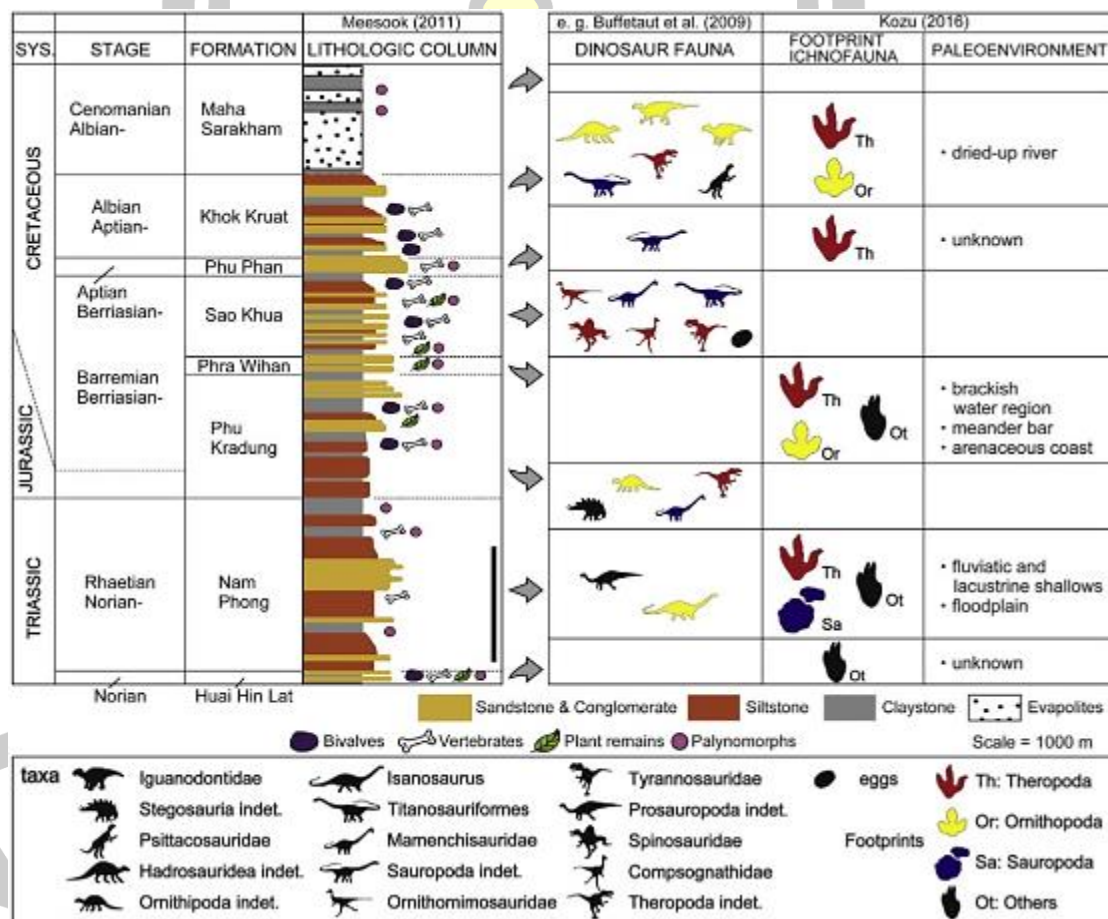 Meesook (2011)
e. g. Buffetaut et al. (2009)
Kozu (2016)
SYS.
STAGE
FORMATION
LITHOLOGIC COLUMN
DINOSAUR FAUNA
FOOTPRINT
ICHNOFAUNA
PALEOENVIRONMENT
CRETACEOUS
JURASSIC
TRIASSIC
Cenomanian
Albian-
Maha
Sarakham
Th
Or
• dried-up river
Albian
Aptian-
Khok Kruat
Th
• unknown
Phu Phan
Aptian
Berriasian-
Sao Khua
Phra Wihan
Barremian
Berriasian-
Phu
Kradung
Th
Ot
Or
• brackish
water region
• meander bar
• arenaceous coast
Rhaetian
Norian-
Nam
Phong
Th
Ot
Sa
• fluviatic and
lacustrine shallows
• floodplain
Ot
• unknown
Norian
Huai Hin Lat
Sandstone & Conglomerate
Siltstone
Claystone
Evapolites
Bivalves
Vertebrates
Plant remains
Palynomorphs
Scale = 1000 m
taxa
Iguanodontidae
Stegosauria indet.
Psittacosauridae
Hadrosauridea indet.
Ornithipoda indet.
Isanosaurus
Titanosauriformes
Mamenchisauridae
Sauropoda indet.
Ornithornimosauridae
Tyrannosauridae
Prosauropoda indet.
Spinosauridae
Compsognathidae
Theropoda indet.
eggs
Footprints
Th: Theropoda
Or: Ornithopoda
Sa: Sauropoda
Ot: Others